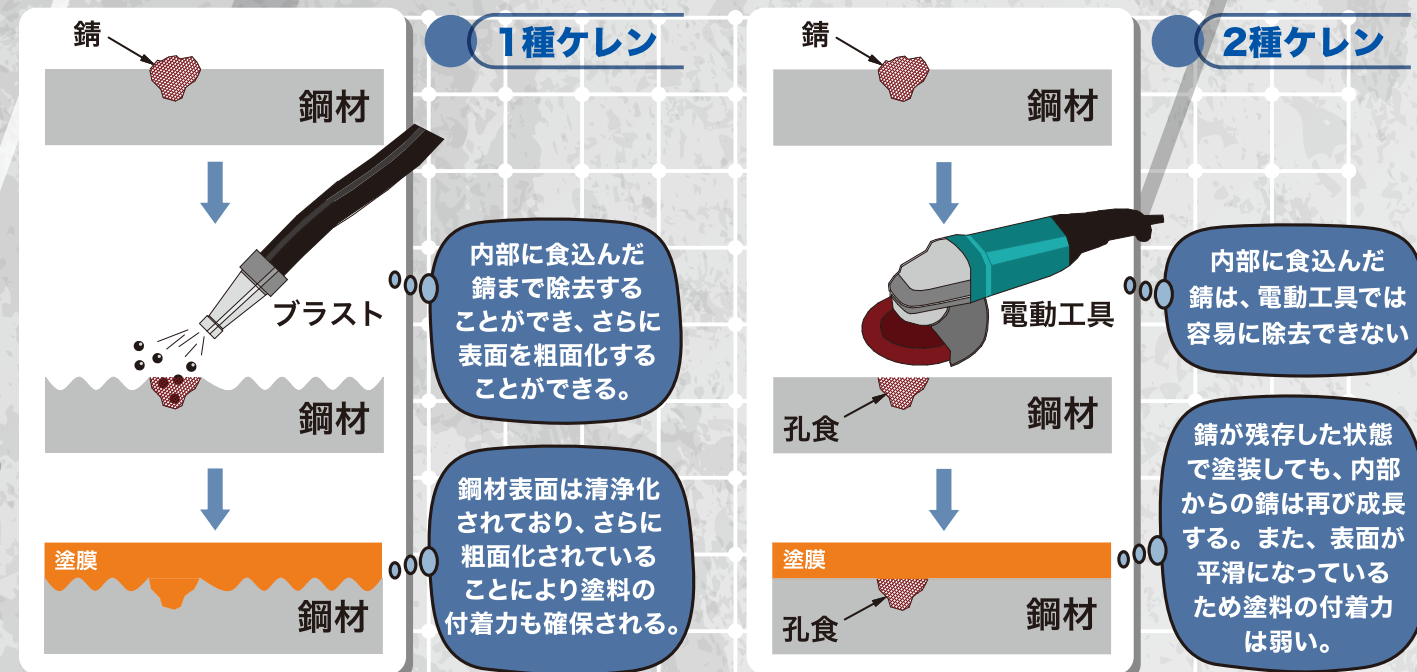 1種ケレン
錆
鋼材
ブラスト
鋼材
塗膜
鋼材
内部に食込んだ
錆まで除去する
ことができ、さらに
表面を粗面化する
ことができる。
鋼材表面は清浄化
されており、さらに
粗面化されている
ことにより塗料の
付着力も確保される。
2種ケレン
錆
鋼材
電動工具
鋼材
孔食
塗膜
鋼材
孔食
内部に食込んだ
錆は、電動工具では
容易に除去できない
錆が残存した状態
で塗装しても、内部
からの錆は再び成長
する。また、表面が
平滑になっている
ため塗料の付着力
は弱い。